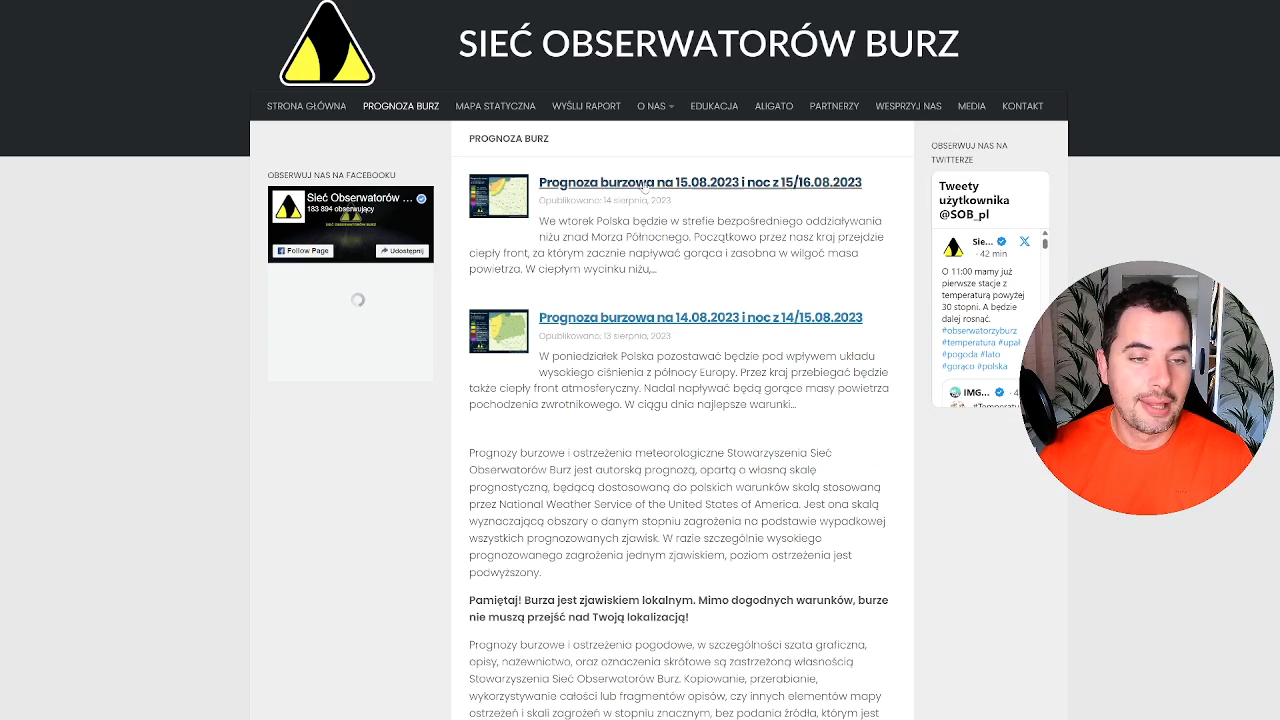 SIEĆ OBSERWATORÓW BURZ
STRONA GŁÓWNA PROGNOZA BURZ MAPA STATYCZNA WYŚLIJ RAPORT O NAS EDUKACJA ALIGATO PARTNERZY WESPRZYJ NAS MEDIA KONTAKT
OBSERWUJ NAS NA FACEBOOKU
Sieć Obserwatorów ...
183 894 obserwujący
SIEĆ OBSERWATORÓW BURZ
Follow Page
Udostępnij
PROGNOZA BURZ
Prognoza burzowa na 15.08.2023 i noc z 15/16.08.2023
Opublikowano: 14 sierpnia, 2023
We wtorek Polska będzie w strefie bezpośredniego oddziaływania
niżu znad Morza Północnego. Początkowo przez nasz kraj przejdzie
ciepły front, za którym zacznie napływać gorąca i zasobna w wilgoć masa
powietrza. W ciepłym wycinku niżu,...
Prognoza burzowa na 14.08.2023 i noc z 14/15.08.2023
Opublikowano: 13 sierpnia, 2023
W poniedziałek Polska pozostawać będzie pod wpływem układu
wysokiego ciśnienia z północy Europy. Przez kraj przebiegać będzie
także ciepły front atmosferyczny. Nadal napływać będą gorące masy powietrza
pochodzenia zwrotnikowego. W ciągu dnia najlepsze warunki...
Prognozy burzowe i ostrzeżenia meteorologiczne Stowarzyszenia Sieć
Obserwatorów Burz jest autorską prognozą, opartą o własną skalę
prognostyczną, będącą dostosowaną do polskich warunków skalą stosowaną
przez National Weather Service of the United States of America. Jest ona skalą
wyznaczającą obszary o danym stopniu zagrożenia na podstawie wypadkowej
wszystkich prognozowanych zjawisk. W razie szczególnie wysokiego
prognozowanego zagrożenia jednym zjawiskiem, poziom ostrzeżenia jest
podwyższony.
Pamiętaj! Burza jest zjawiskiem lokalnym. Mimo dogodnych warunków, burze
nie muszą przejść nad Twoją lokalizacją!
Prognozy burzowe i ostrzeżenia pogodowe, w szczególności szata graficzna,
opisy, nazewnictwo, oraz oznaczenia skrótowe są zastrzeżoną własnością
Stowarzyszenia Sieć Obserwatorów Burz. Kopiowanie, przerabianie,
wykorzystywanie całości lub fragmentów opisów, czy innych elementów mapy
ostrzeżeń i skali zagrożeń w stopniu znacznym, bez podania źródła, którym jest
OBSERWUJ NAS NA
TWITTERZE
Tweety
użytkownika
@SOB_pl
Sie...
· 42 min
O 11:00 mamy już
pierwsze stacje z
temperaturą powyżej
30 stopni. A będzie
dalej rosnąć.
#obserwatorzyburz
#temperatura #upał
#pogoda #lato
#gorąco #polska
IMG...